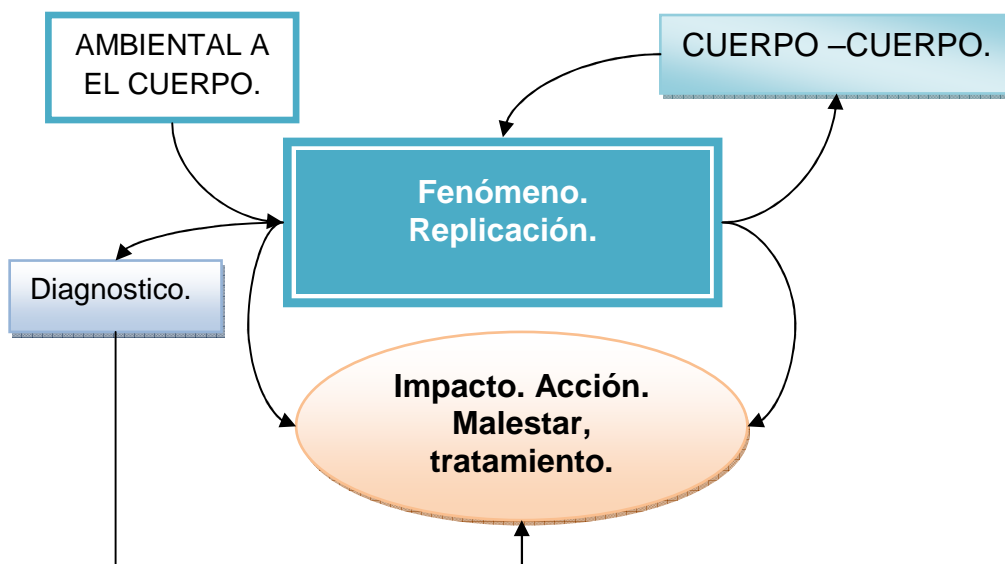 AMBIENTAL A
EL CUERPO.
CUERPO –CUERPO.
Fenómeno.
Replicación.
Diagnostico.
Impacto. Acción.
Malestar,
tratamiento.